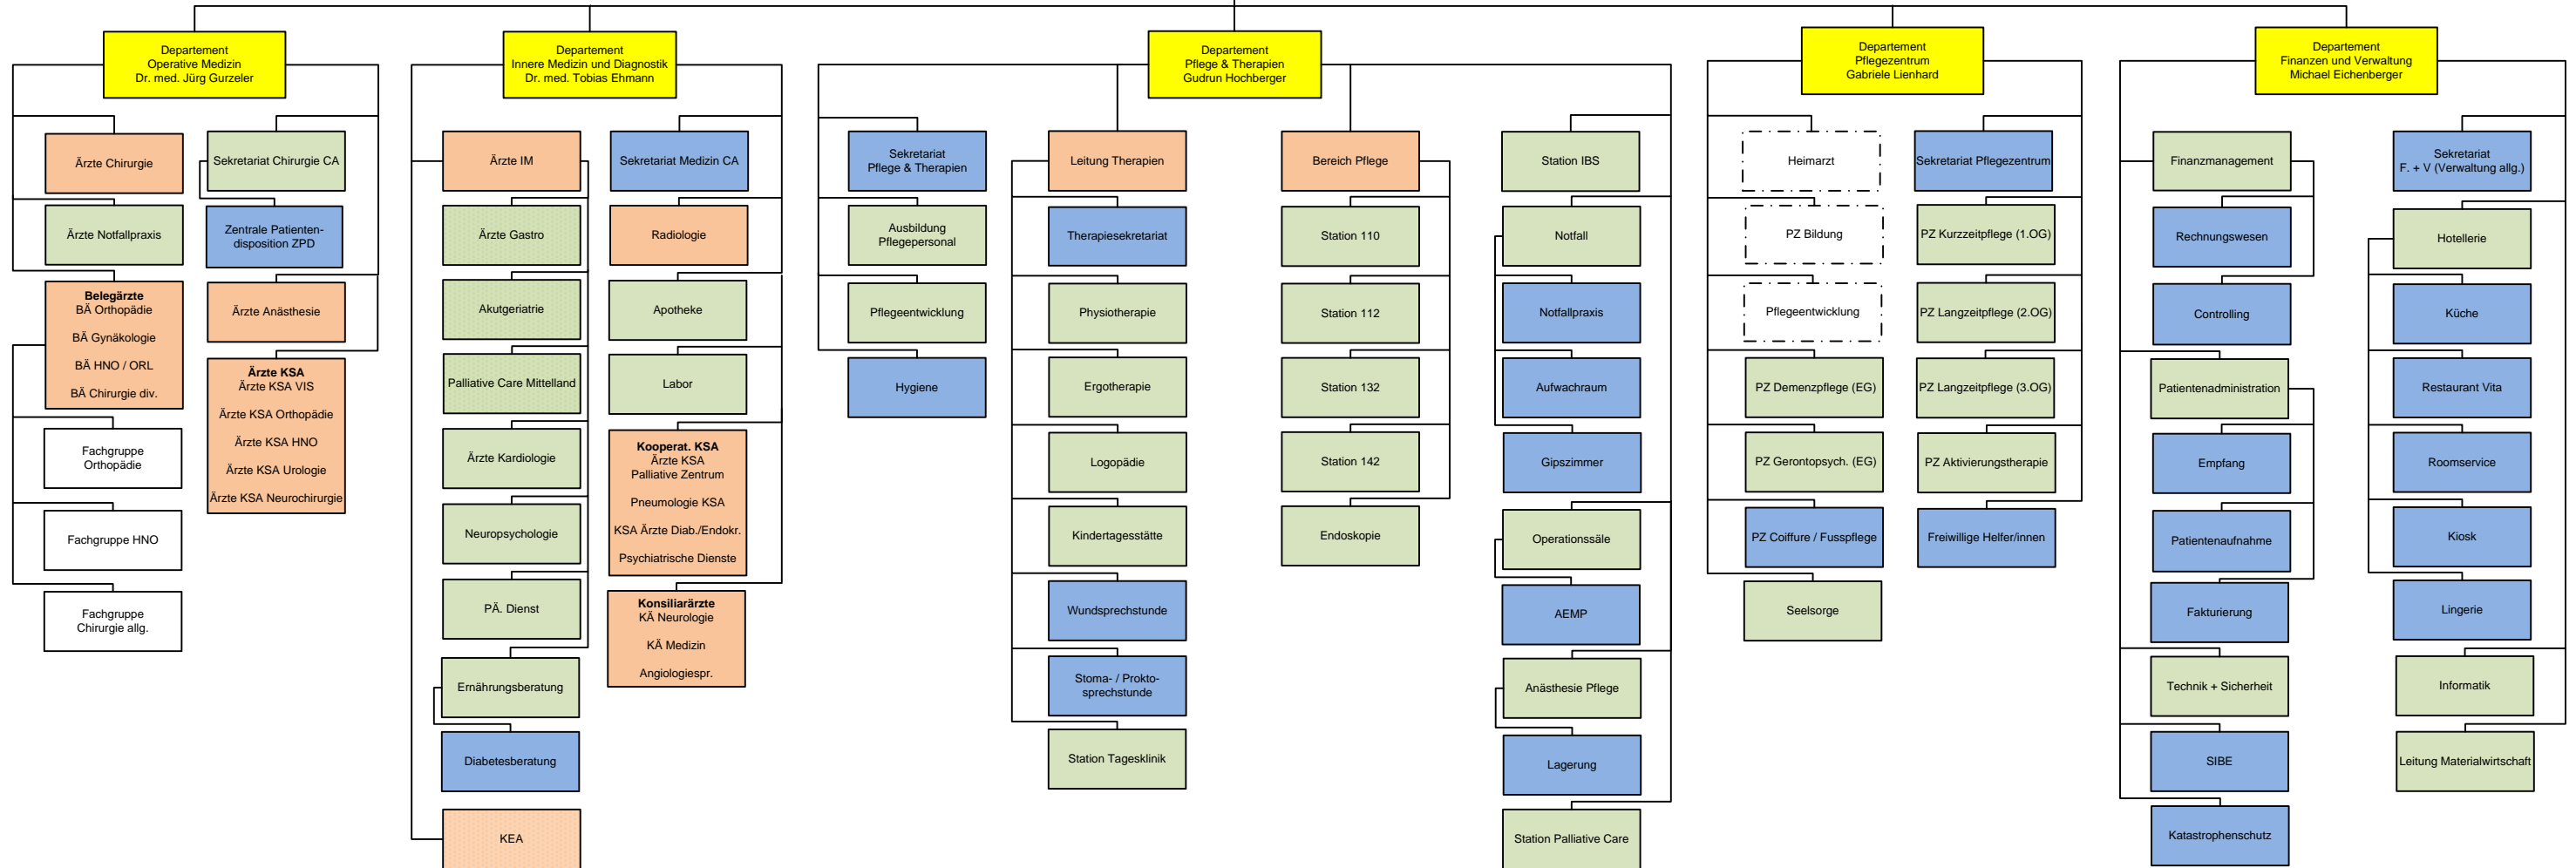 Departement
Operative Medizin
Dr. med. Jürg Gurzeler
Ärzte Chirurgie
Ärzte Notfallpraxis
Belegärzte
BÄ Orthopädie
BÄ Gynäkologie
BÄ HNO / ORL
BÄ Chirurgie div.
Fachgruppe
Orthopädie
Fachgruppe HNO
Fachgruppe
Chirurgie allg.
Sekretariat Chirurgie CA
Zentrale Patienten-
disposition ZPD
Ärzte Anästhesie
Ärzte KSA
Ärzte KSA VIS
Ärzte KSA Orthopädie
Ärzte KSA HNO
Ärzte KSA Urologie
Ärzte KSA Neurochirurgie
Departement
Innere Medizin und Diagnostik
Dr. med. Tobias Ehmann
Ärzte IM
Ärzte Gastro
Akutgeriatrie
Palliative Care Mittelland
Ärzte Kardiologie
Neuropsychologie
PÄ. Dienst
Ernährungsberatung
Diabetesberatung
KEA
Sekretariat Medizin CA
Radiologie
Apotheke
Labor
Kooperat. KSA
Ärzte KSA
Palliative Zentrum
Pneumologie KSA
KSA Ärzte Diab./Endokr.
Psychiatrische Dienste
Konsiliarärzte
KÄ Neurologie
KÄ Medizin
Angiologiespr.
Departement
Pflege & Therapien
Gudrun Hochberger
Sekretariat
Pflege & Therapien
Ausbildung
Pflegepersonal
Pflegeentwicklung
Hygiene
Leitung Therapien
Therapiesekretariat
Physiotherapie
Ergotherapie
Logopädie
Kindertagesstätte
Wundsprechstunde
Stoma- / Prokto-
sprechstunde
Station Tagesklinik
Bereich Pflege
Station 110
Station 112
Station 132
Station 142
Endoskopie
Station IBS
Notfall
Notfallpraxis
Aufwachraum
Gipszimmer
Operationssäle
AEMP
Anästhesie Pflege
Lagerung
Station Palliative Care
Departement
Pflegezentrum
Gabriele Lienhard
Heimarzt
PZ Bildung
Pflegeentwicklung
PZ Demenzpflege (EG)
PZ Gerontopsych. (EG)
PZ Coiffure / Fusspflege
Seelsorge
Sekretariat Pflegezentrum
PZ Kurzzeitpflege (1.OG)
PZ Langzeitpflege (2.OG)
PZ Langzeitpflege (3.OG)
PZ Aktivierungstherapie
Freiwillige Helfer/innen
Departement
Finanzen und Verwaltung
Michael Eichenberger
Finanzmanagement
Rechnungswesen
Controlling
Patientenadministration
Empfang
Patientenaufnahme
Fakturierung
Technik + Sicherheit
SIBE
Katastrophenschutz
Sekretariat
F. + V (Verwaltung allg.)
Hotellerie
Küche
Restaurant Vita
Roomservice
Kiosk
Lingerie
Informatik
Leitung Materialwirtschaft